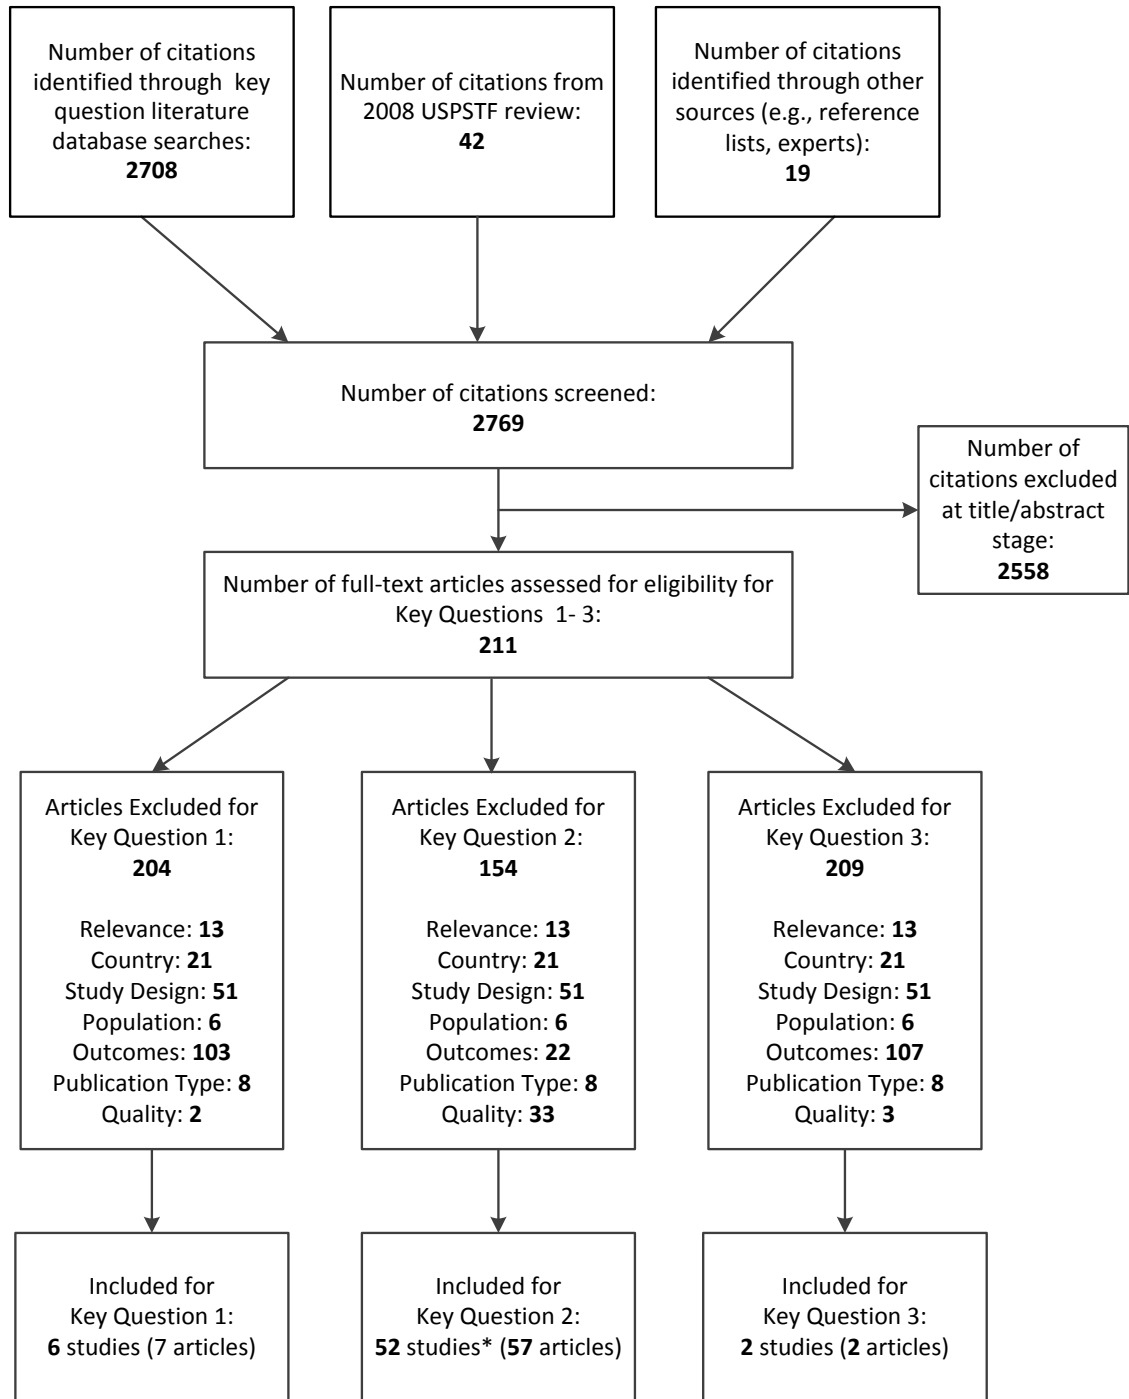 Number of citations
identified through key
question literature
database searches:
2708
Number of citations from
2008 USPSTF review:
42
Number of citations
identified through other
sources (e.g., reference
lists, experts):
19
Number of citations screened:
2769
Number of
citations excluded
at title/abstract
stage:
2558
Number of full-text articles assessed for eligibility for
Key Questions 1- 3:
211
Articles Excluded for
Key Question 1:
204
Relevance: 13
Country: 21
Study Design: 51
Population: 6
Outcomes: 103
Publication Type: 8
Quality: 2
Articles Excluded for
Key Question 2:
154
Relevance: 13
Country: 21
Study Design: 51
Population: 6
Outcomes: 22
Publication Type: 8
Quality: 33
Articles Excluded for
Key Question 3:
209
Relevance: 13
Country: 21
Study Design: 51
Population: 6
Outcomes: 107
Publication Type: 8
Quality: 3
Included for
Key Question 1:
6 studies (7 articles)
Included for
Key Question 2:
52 studies* (57 articles)
Included for
Key Question 3:
2 studies (2 articles)